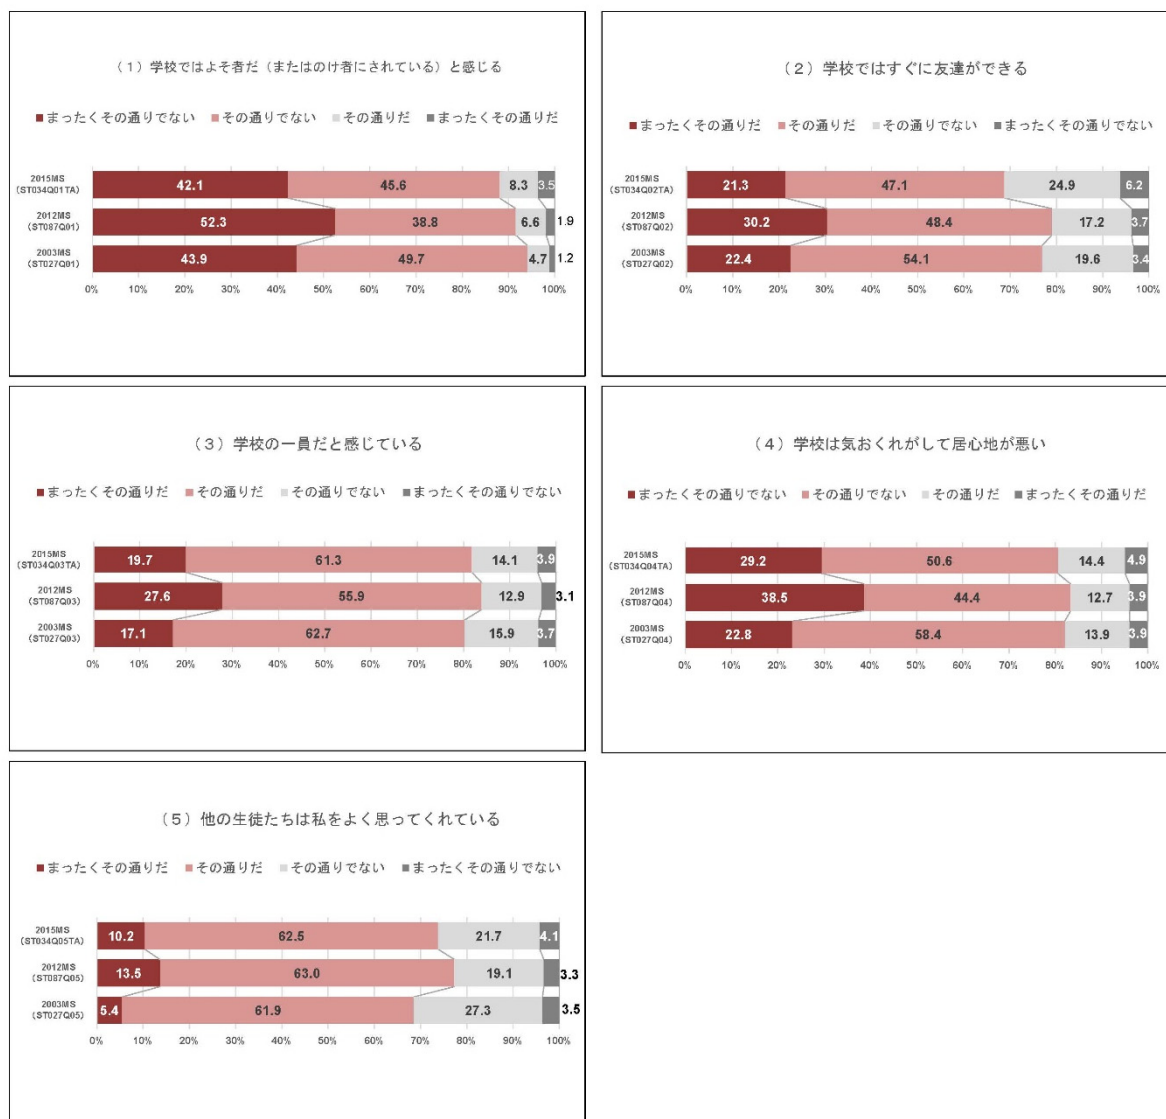 （１）学校ではよそ者だ（またはのけ者にされている）と感じる
■まったくその通りでない ■その通りでない ■その通りだ ■まったくその通りだ
2015MS
(ST034Q01TA)
42.1 45.6 8.3 3.5
2012MS
(ST087Q01)
52.3 38.8 6.6 1.9
2003MS
(ST027Q01)
43.9 49.7 4.7 1.2
0% 10% 20% 30% 40% 50% 60% 70% 80% 90% 100%
（２）学校ではすぐに友達ができる
■まったくその通りだ ■その通りだ ■その通りでない ■まったくその通りでない
2015MS
(ST034Q02TA)
21.3 47.1 24.9 6.2
2012MS
(ST087Q02)
30.2 48.4 17.2 3.7
2003MS
(ST027Q02)
22.4 54.1 19.6 3.4
0% 10% 20% 30% 40% 50% 60% 70% 80% 90% 100%
（３）学校の一員だと感じている
■まったくその通りだ ■その通りだ ■その通りでない ■まったくその通りでない
2015MS
(ST034Q03TA)
19.7 61.3 14.1 3.9
2012MS
(ST087Q03)
27.6 55.9 12.9 3.1
2003MS
(ST027Q03)
17.1 62.7 15.9 3.7
0% 10% 20% 30% 40% 50% 60% 70% 80% 90% 100%
（４）学校は気おくれがして居心地が悪い
■まったくその通りでない ■その通りでない ■その通りだ ■まったくその通りだ
2015MS
(ST034Q04TA)
29.2 50.6 14.4 4.9
2012MS
(ST087Q04)
38.5 44.4 12.7 3.9
2003MS
(ST027Q04)
22.8 58.4 13.9 3.9
0% 10% 20% 30% 40% 50% 60% 70% 80% 90% 100%
（５）他の生徒たちは私をよく思ってくれている
■まったくその通りだ ■その通りだ ■その通りでない ■まったくその通りでない
2015MS
(ST034Q05TA)
10.2 62.5 21.7 4.1
2012MS
(ST087Q05)
13.5 63.0 19.1 3.3
2003MS
(ST027Q05)
5.4 61.9 27.3 3.5
0% 10% 20% 30% 40% 50% 60% 70% 80% 90% 100%